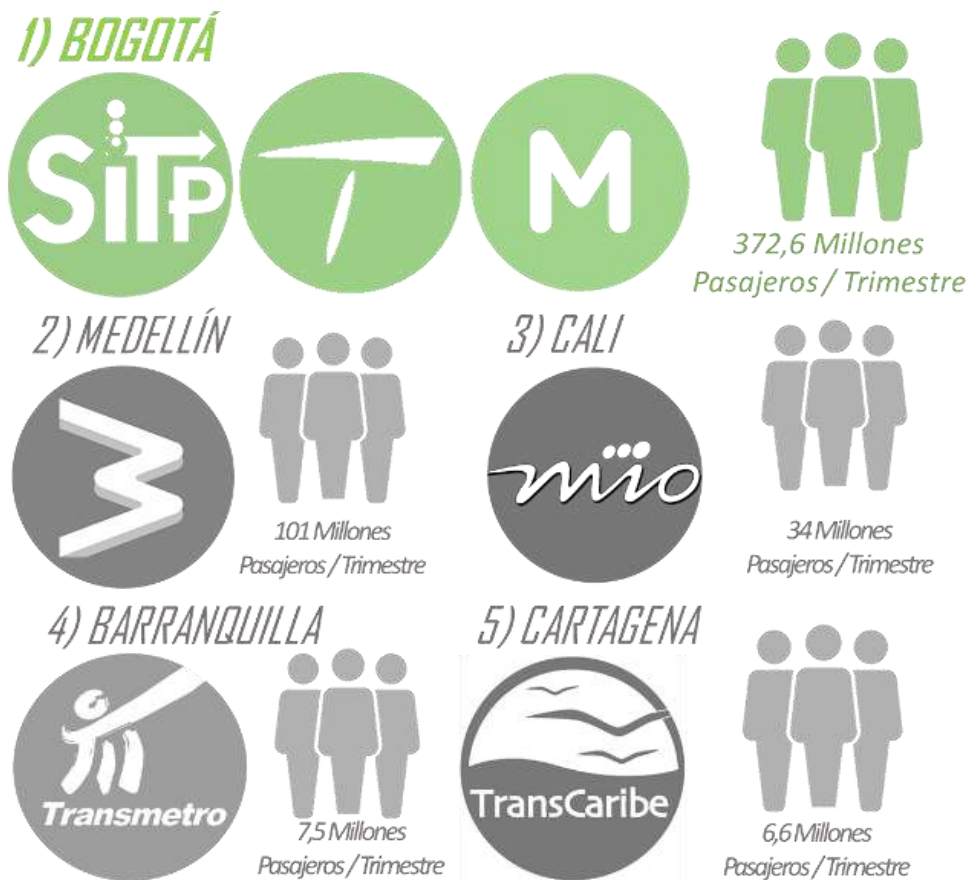 1) BOGOTÁ
SiTP
T
M
372,6 Millones
Pasajeros / Trimestre
2) MEDELLÍN
101 Millones
Pasajeros / Trimestre
3) CALI
mio
34 Millones
Pasajeros / Trimestre
4) BARRANQUILLA
Transmetro
7,5 Millones
Pasajeros / Trimestre
5) CARTAGENA
TransCaribe
6,6 Millones
Pasajeros / Trimestre